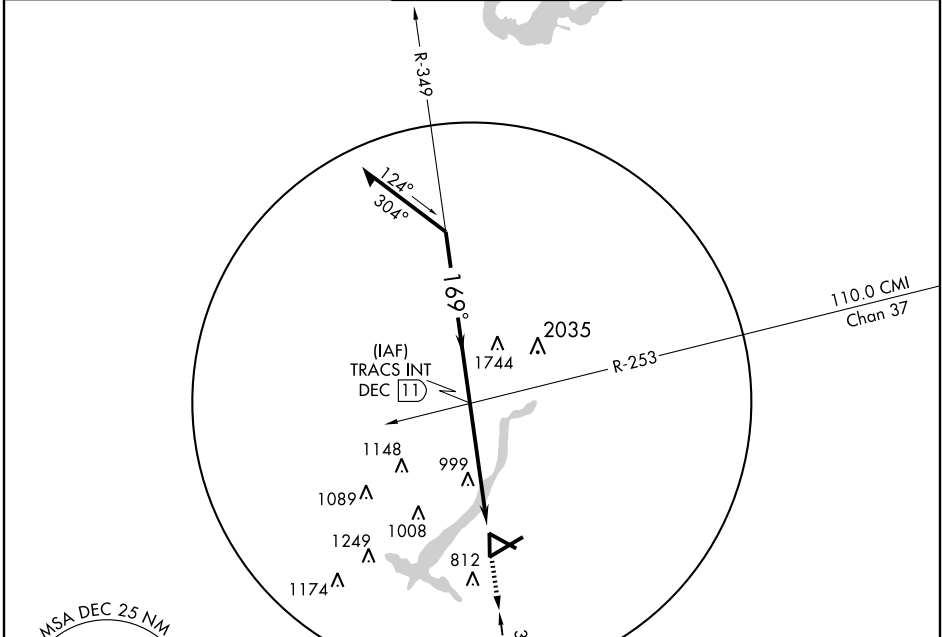 R-349
124°
304°
169°
110.0 CMI
Chan 37
2035
1744
(IAF)
TRACS INT
DEC 11
R-253
1148
999
1089
1008
1249
812
1174
MSA DEC 25 NM
3